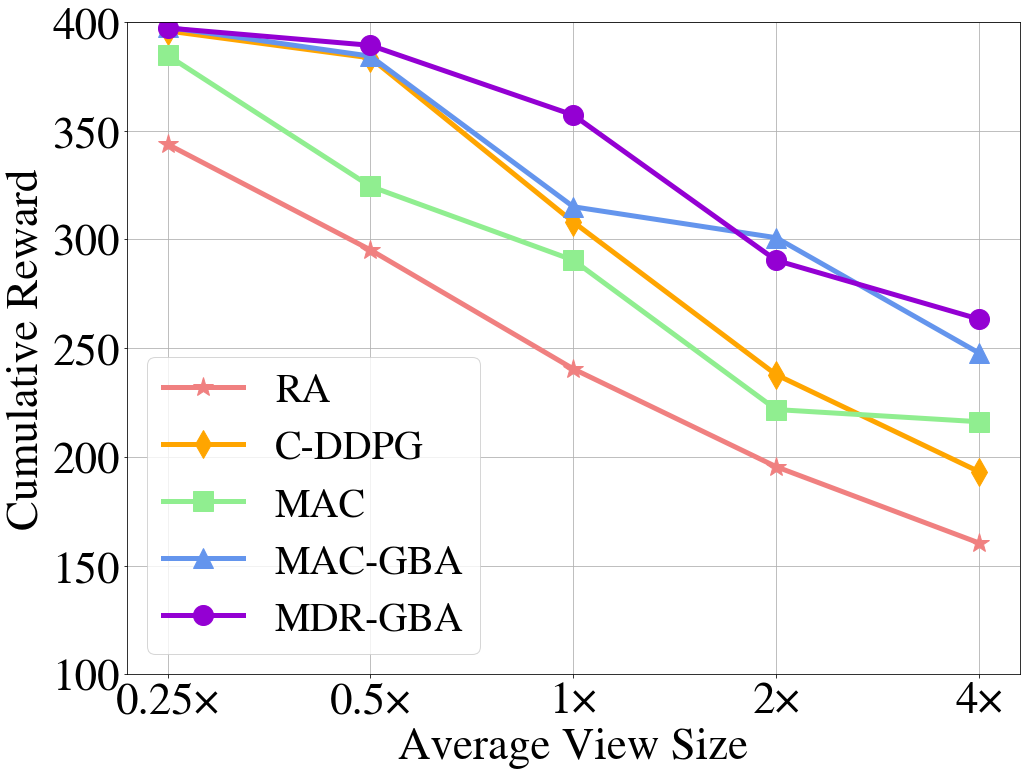 Cumulative Reward
400
350
300
250
200
150
100
RA
C-DDPG
MAC
MAC-GBA
MDR-GBA
0.25× 0.5× 1× 2× 4×
Average View Size